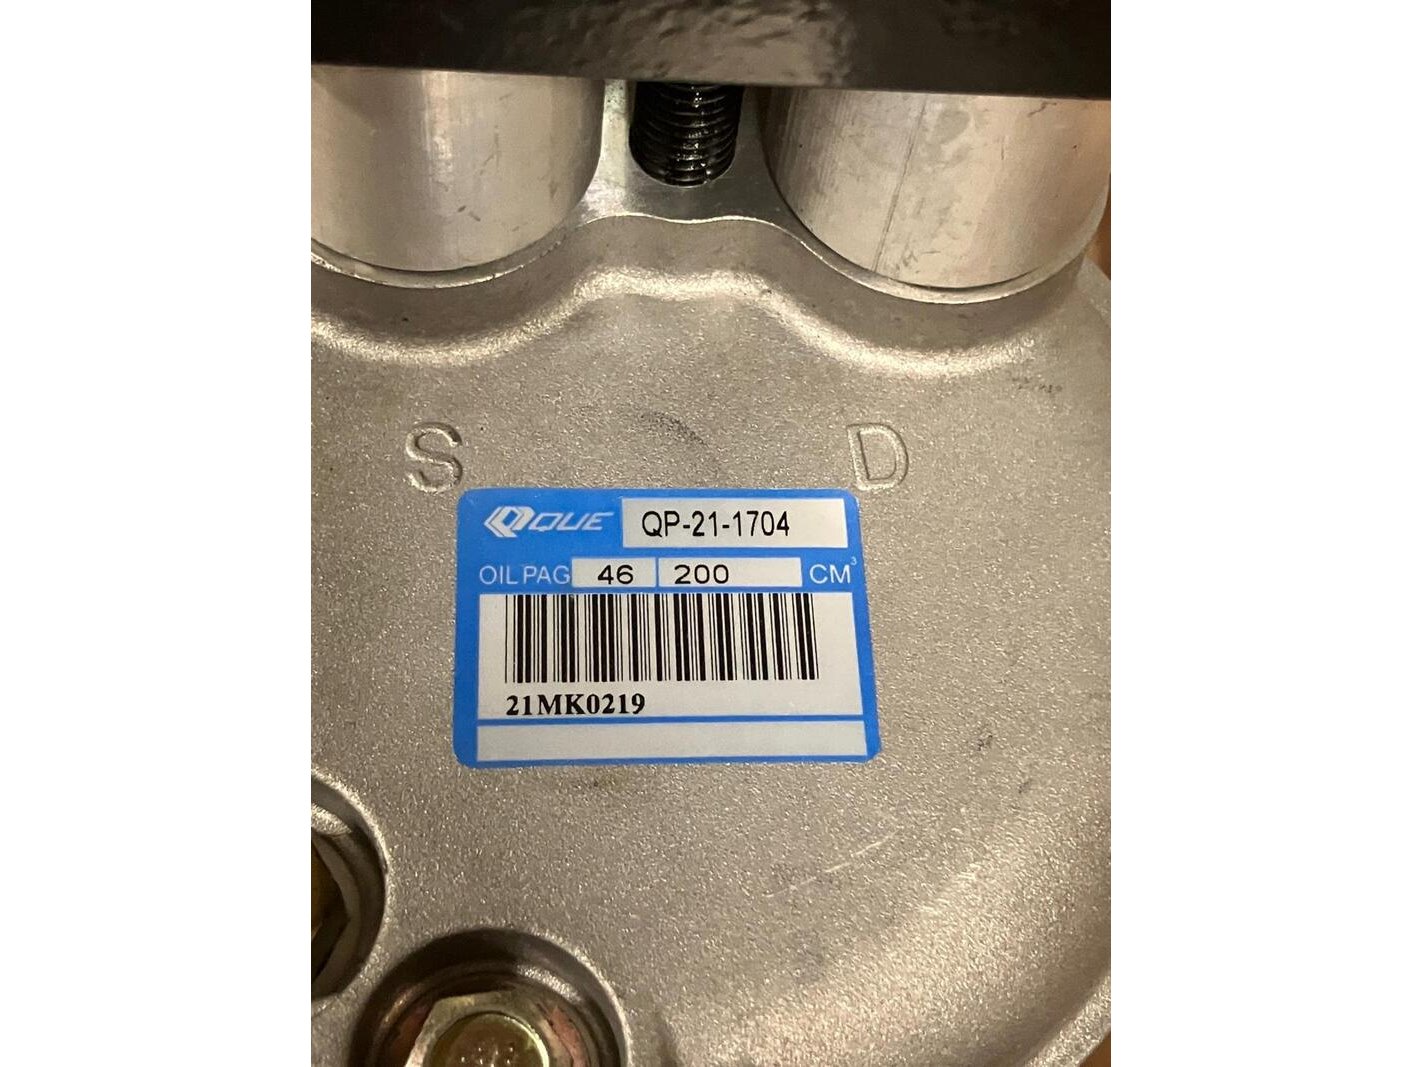 S D
QUE QP-21-1704
OIL PAG 46 200 CM³
21MK0219